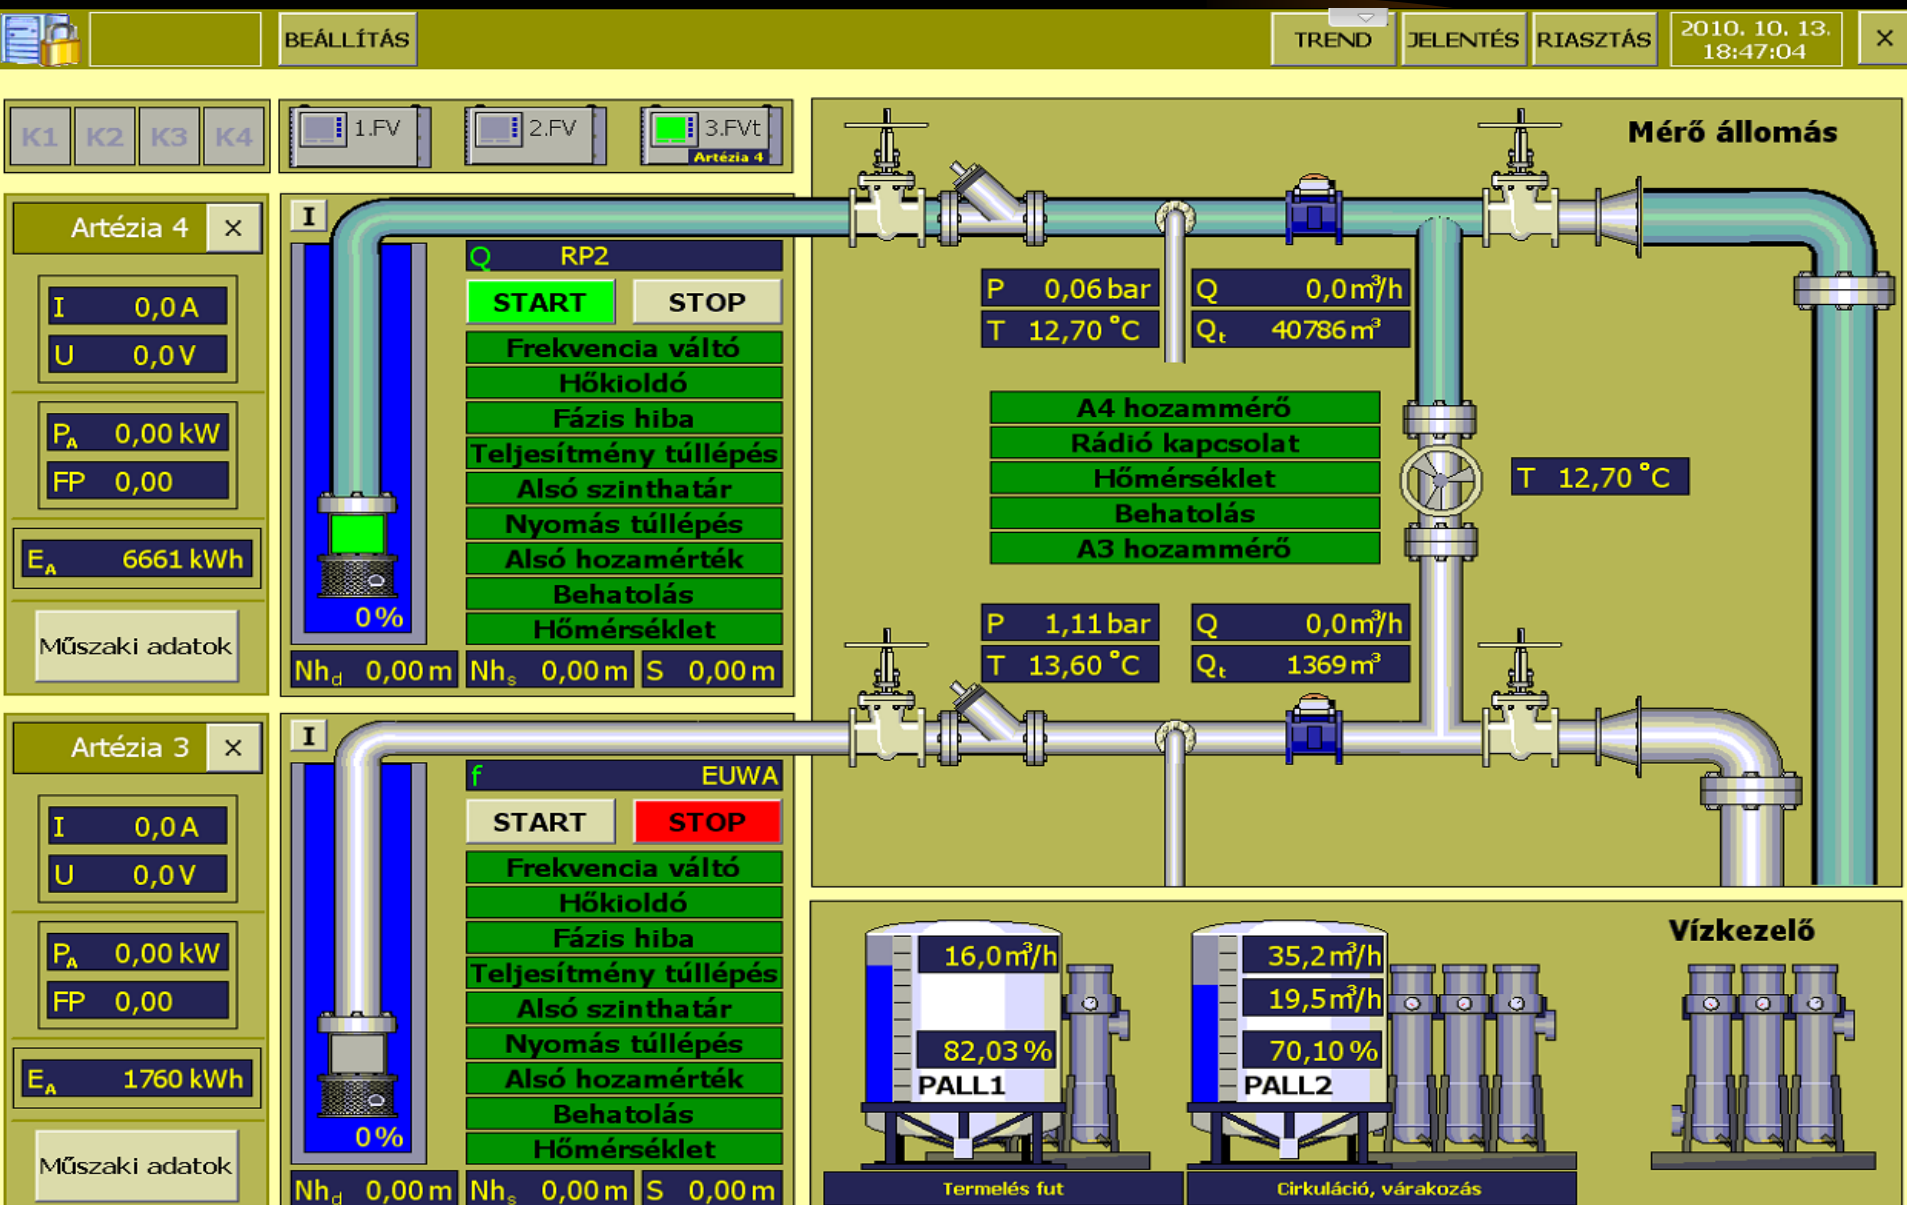 BEÁLLÍTÁS
TREND
JELENTÉS
RIASZTÁS
2010. 10. 13.
18:47:04
K1 K2 K3 K4
1.FV
2.FV
3.FVt
Artézia 4
Artézia 4
I 0,0 A
U 0,0 V
PA 0,00 kW
FP 0,00
EA 6661 kWh
Műszaki adatok
I
Q RP2
START STOP
Frekvencia váltó
Hőkioldó
Fázis hiba
Teljesítmény túllépés
Alsó szinthatár
Nyomás túllépés
Alsó hozamérték
Behatolás
Hőmérséklet
0%
Nhd 0,00 m Nhs 0,00 m S 0,00 m
Artézia 3
I 0,0 A
U 0,0 V
PA 0,00 kW
FP 0,00
EA 1760 kWh
Műszaki adatok
I
f EUWA
START STOP
Frekvencia váltó
Hőkioldó
Fázis hiba
Teljesítmény túllépés
Alsó szinthatár
Nyomás túllépés
Alsó hozamérték
Behatolás
Hőmérséklet
0%
Nhd 0,00 m Nhs 0,00 m S 0,00 m
Mérő állomás
P 0,06 bar Q 0,0 m³/h
T 12,70 °C Qt 40786 m³
A4 hozammérő
Rádió kapcsolat
Hőmérséklet
Behatolás
A3 hozammérő
T 12,70 °C
P 1,11 bar Q 0,0 m³/h
T 13,60 °C Qt 1369 m³
Vízkezelő
16,0 m³/h
82,03 %
PALL1
Termelés fut
35,2 m³/h
19,5 m³/h
70,10 %
PALL2
Cirkuláció, várakozás